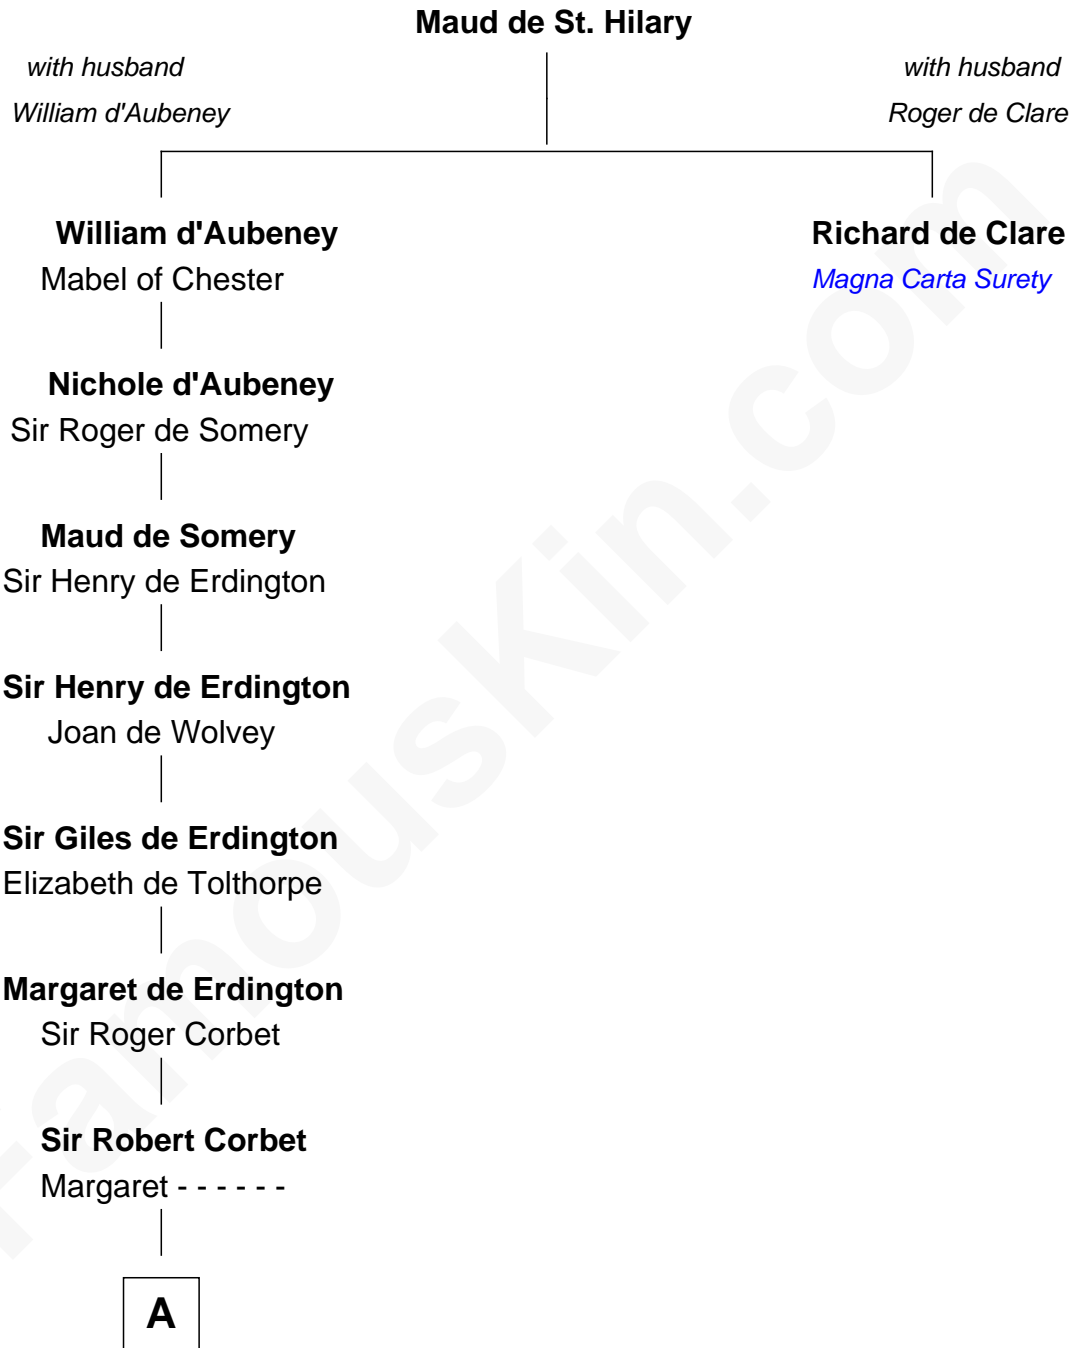 Maud de St. Hilary
with husband
William d'Aubeney
with husband
Roger de Clare
William d'Aubeney
Mabel of Chester
Richard de Clare
Magna Carta Surety
Nichole d'Aubeney
Sir Roger de Somery
Maud de Somery
Sir Henry de Erdington
Sir Henry de Erdington
Joan de Wolvey
Sir Giles de Erdington
Elizabeth de Tolthorpe
Margaret de Erdington
Sir Roger Corbet
Sir Robert Corbet
Margaret - - - - - -
A
FamousKin.com